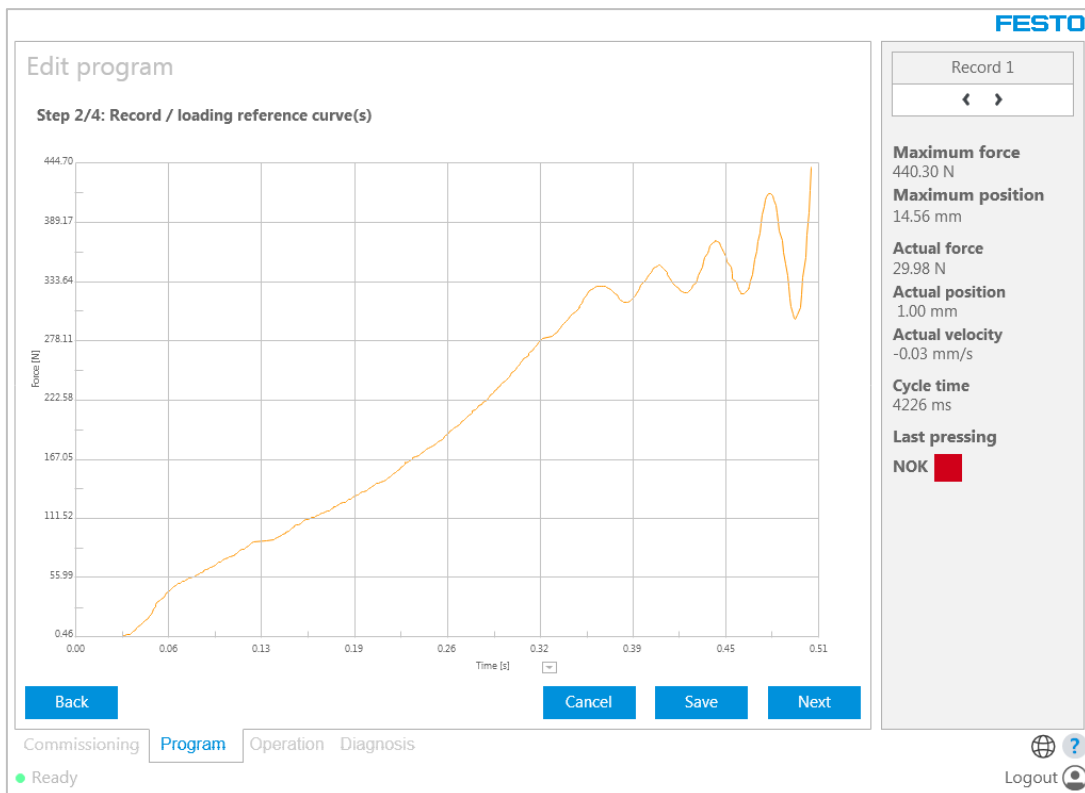 FESTO
Edit program
Step 2/4: Record / loading reference curve(s)
444.70
389.17
333.64
278.11
222.58
167.05
111.52
55.99
0.46
Force [N]
0.00
0.06
0.13
0.19
0.26
0.32
0.39
0.45
0.51
Time [s]
Back
Cancel
Save
Next
Record 1
Maximum force
440.30 N
Maximum position
14.56 mm
Actual force
29.98 N
Actual position
1.00 mm
Actual velocity
-0.03 mm/s
Cycle time
4226 ms
Last pressing
NOK
Commissioning
Program
Operation
Diagnosis
?
Ready
Logout